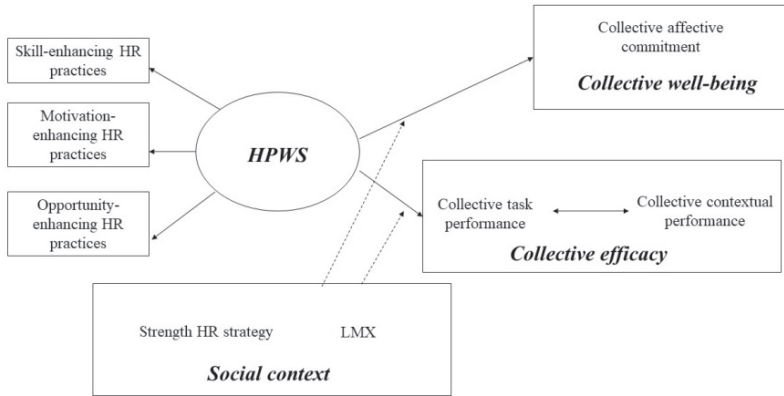 Skill-enhancing HR
practices
Motivation-
enhancing HR
practices
Opportunity-
enhancing HR
practices
HPWS
Collective affective
commitment
Collective well-being
Collective task
performance
Collective contextual
performance
Collective efficacy
Strength HR strategy
LMX
Social context